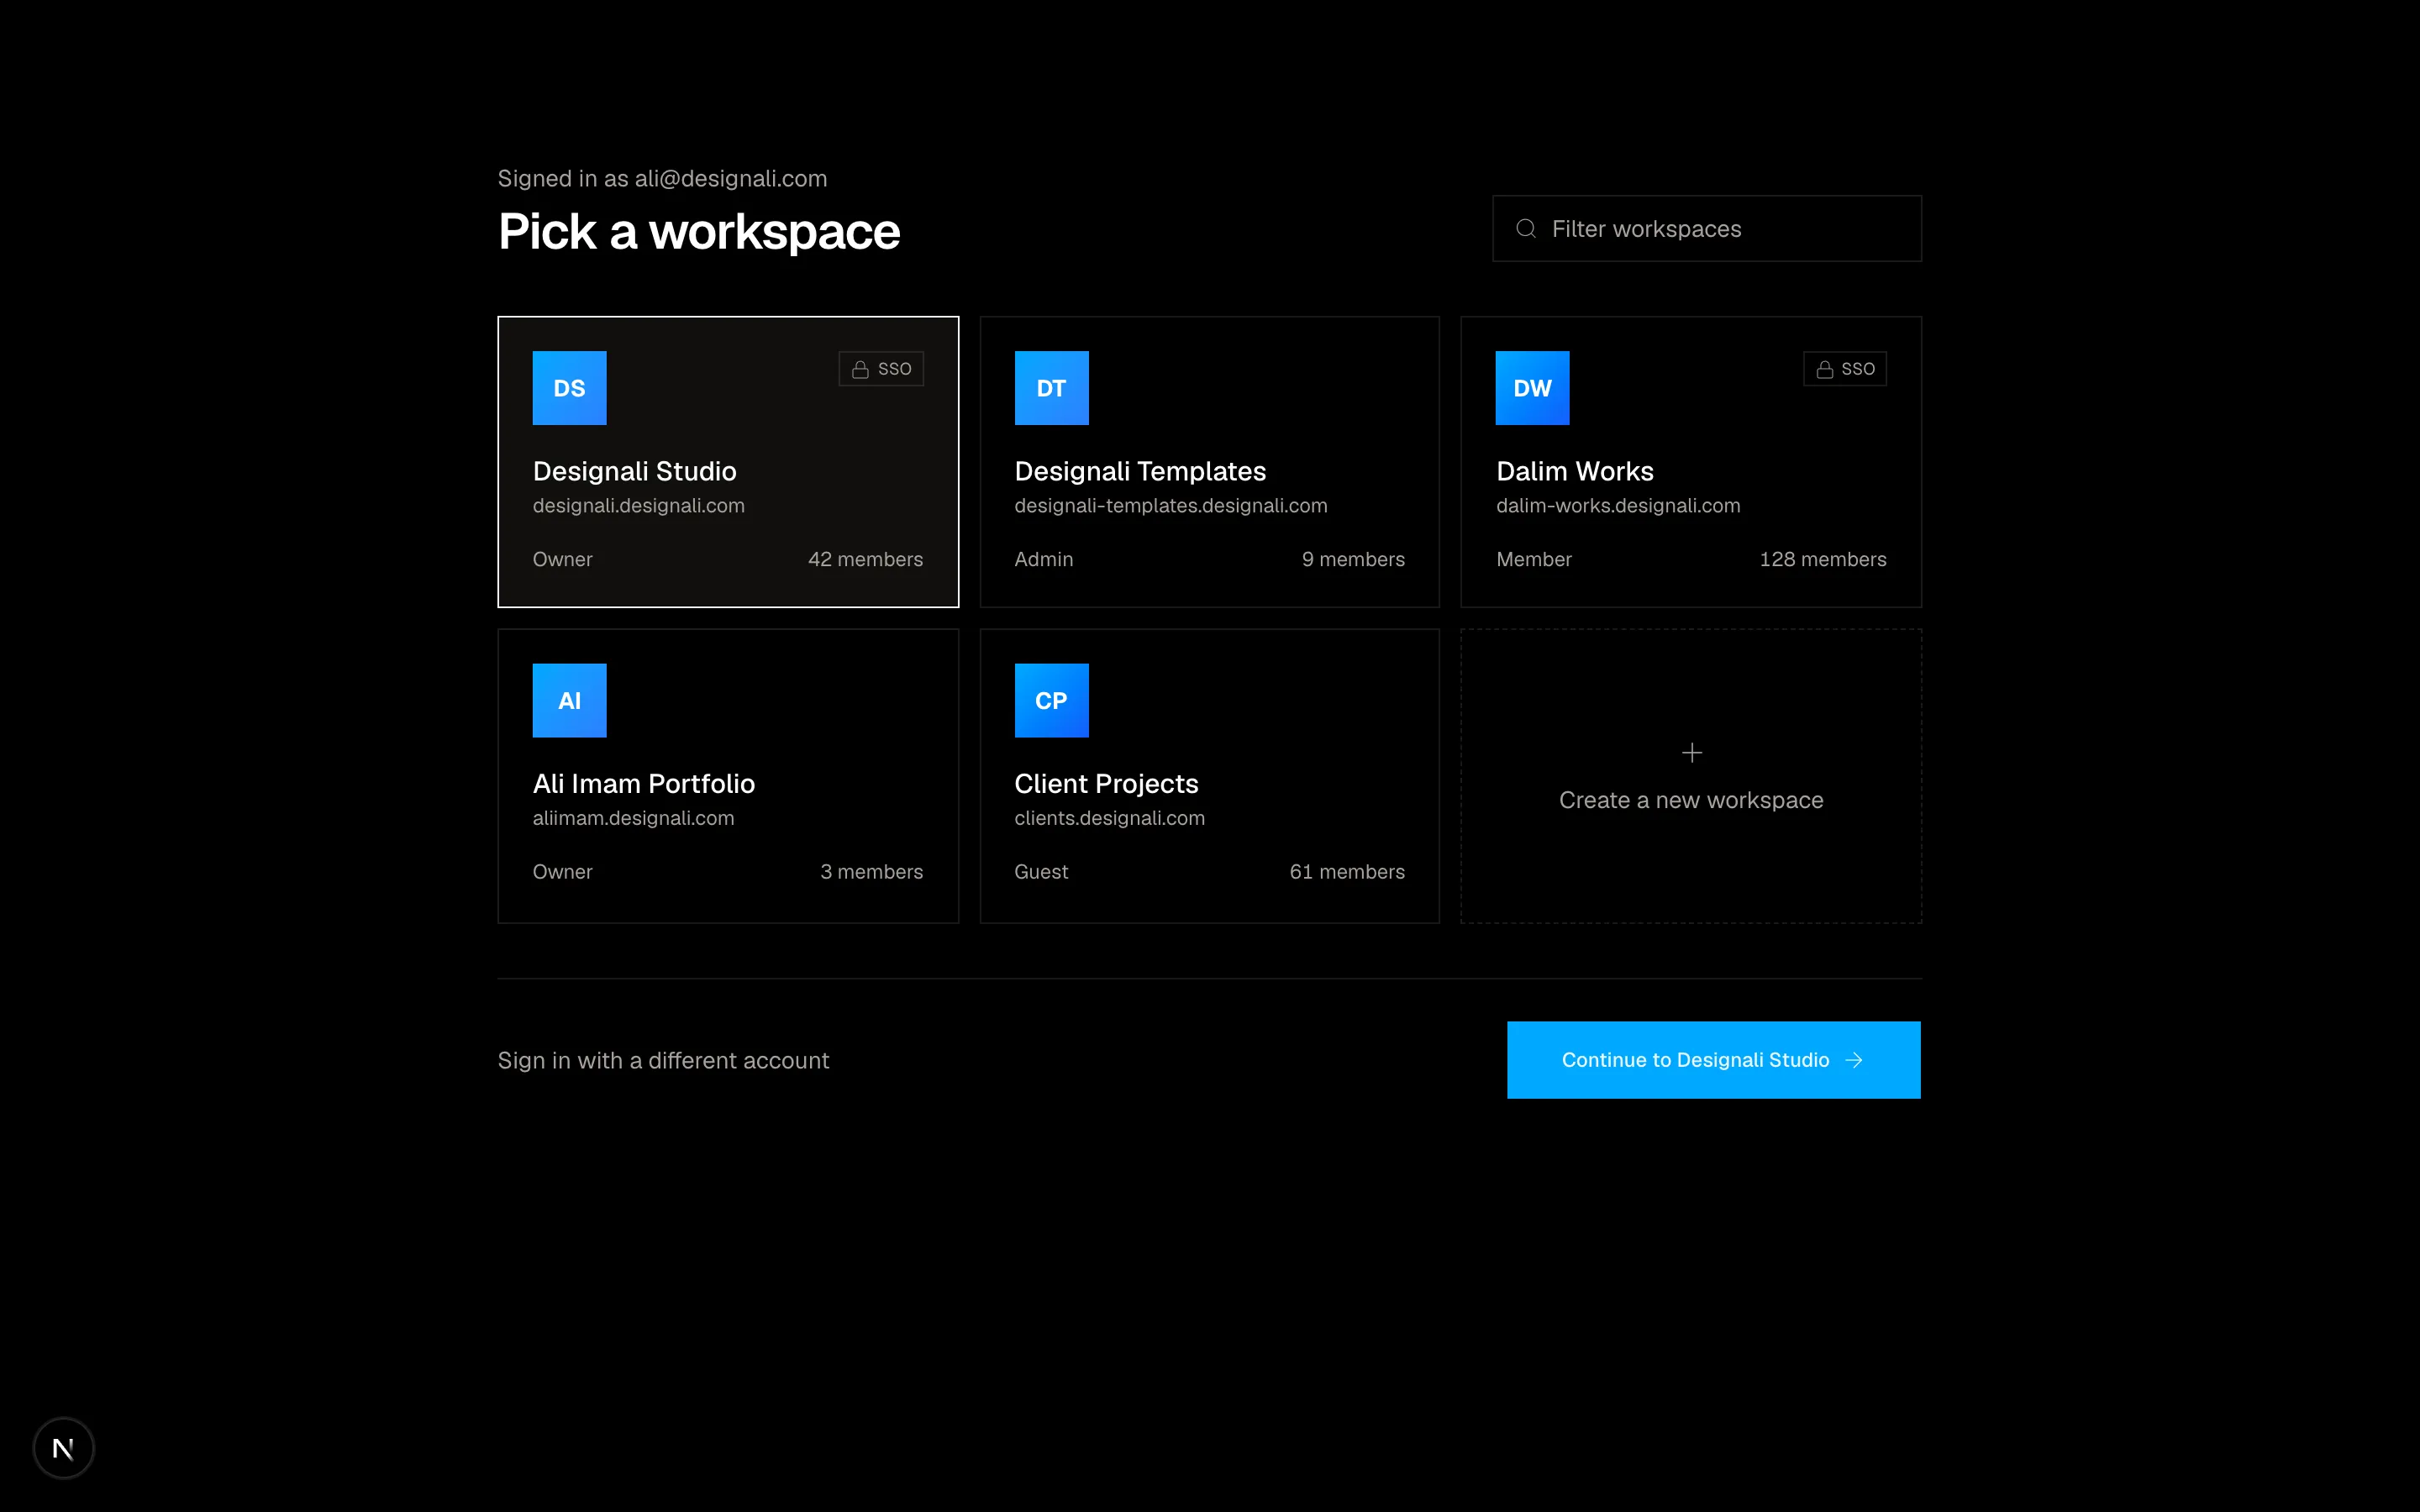 Signed in as ali@designali.com
Pick a workspace
Filter workspaces
DS
SSO
Designali Studio
designali.designali.com
Owner
42 members
DT
Designali Templates
designali-templates.designali.com
Admin
9 members
DW
SSO
Dalim Works
dalim-works.designali.com
Member
128 members
AI
Ali Imam Portfolio
aliimam.designali.com
Owner
3 members
CP
Client Projects
clients.designali.com
Guest
61 members
Create a new workspace
Sign in with a different account
Continue to Designali Studio
N